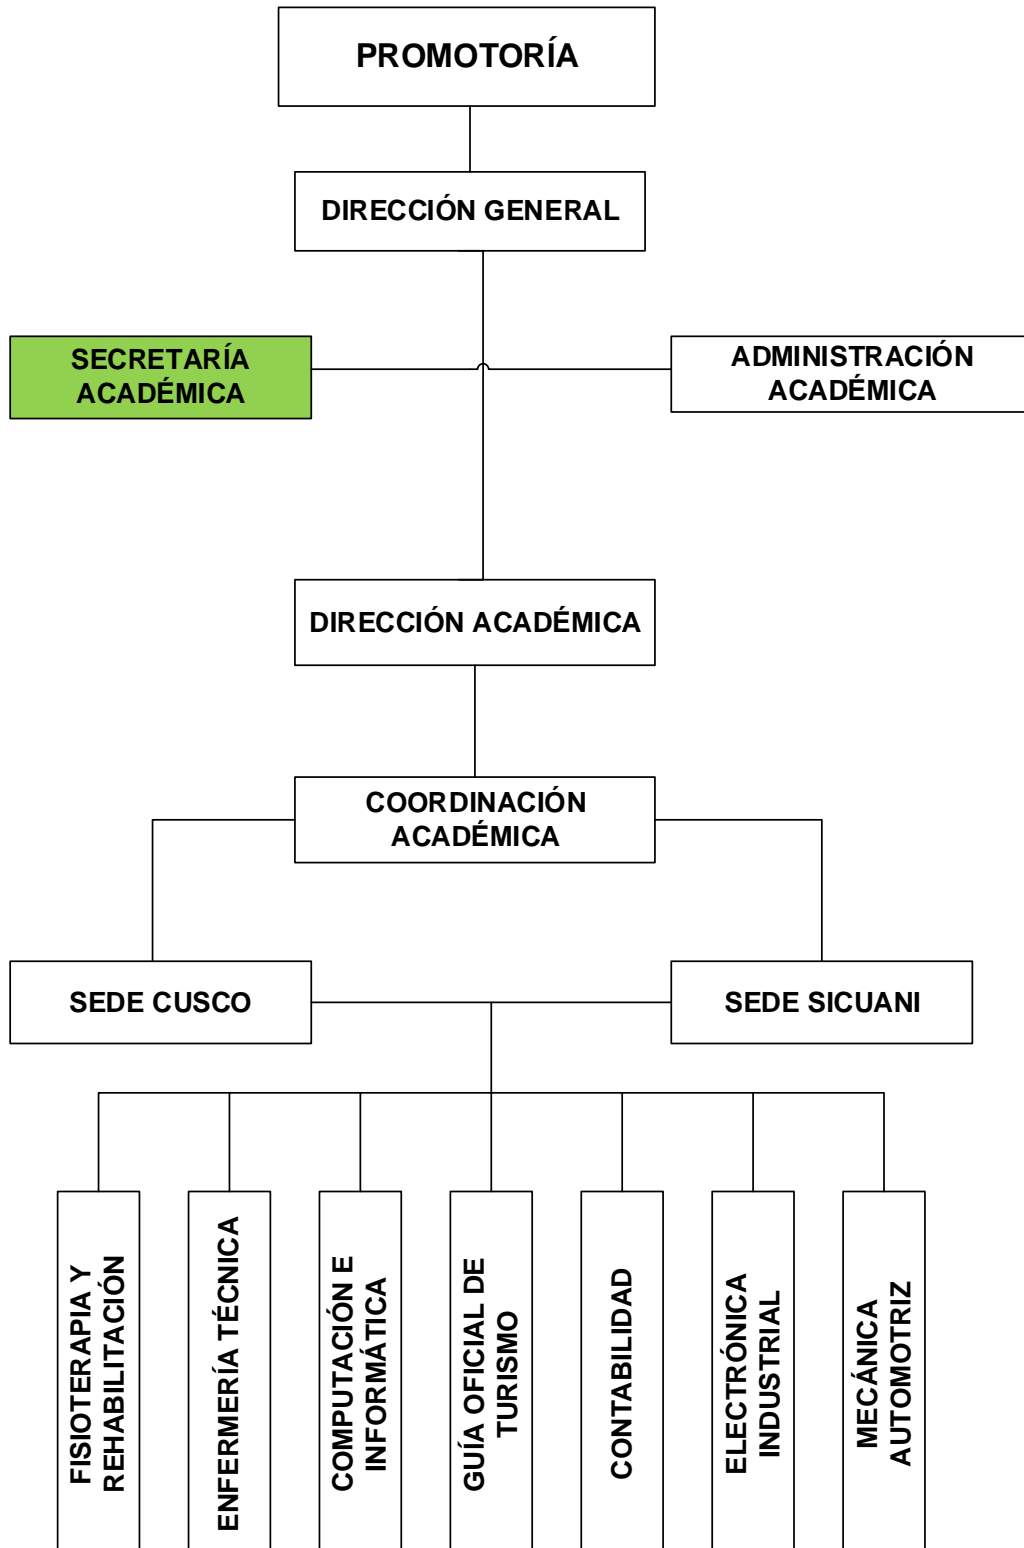 PROMOTORÍA
DIRECCIÓN GENERAL
SECRETARÍA
ACADÉMICA
ADMINISTRACIÓN
ACADÉMICA
DIRECCIÓN ACADÉMICA
COORDINACIÓN
ACADÉMICA
SEDE CUSCO
SEDE SICUANI
FISIOTERAPIA Y
REHABILITACIÓN
ENFERMERÍA TÉCNICA
COMPUTACIÓN E
INFORMÁTICA
GUÍA OFICIAL DE
TURISMO
CONTABILIDAD
ELECTRÓNICA
INDUSTRIAL
MECÁNICA
AUTOMOTRIZ